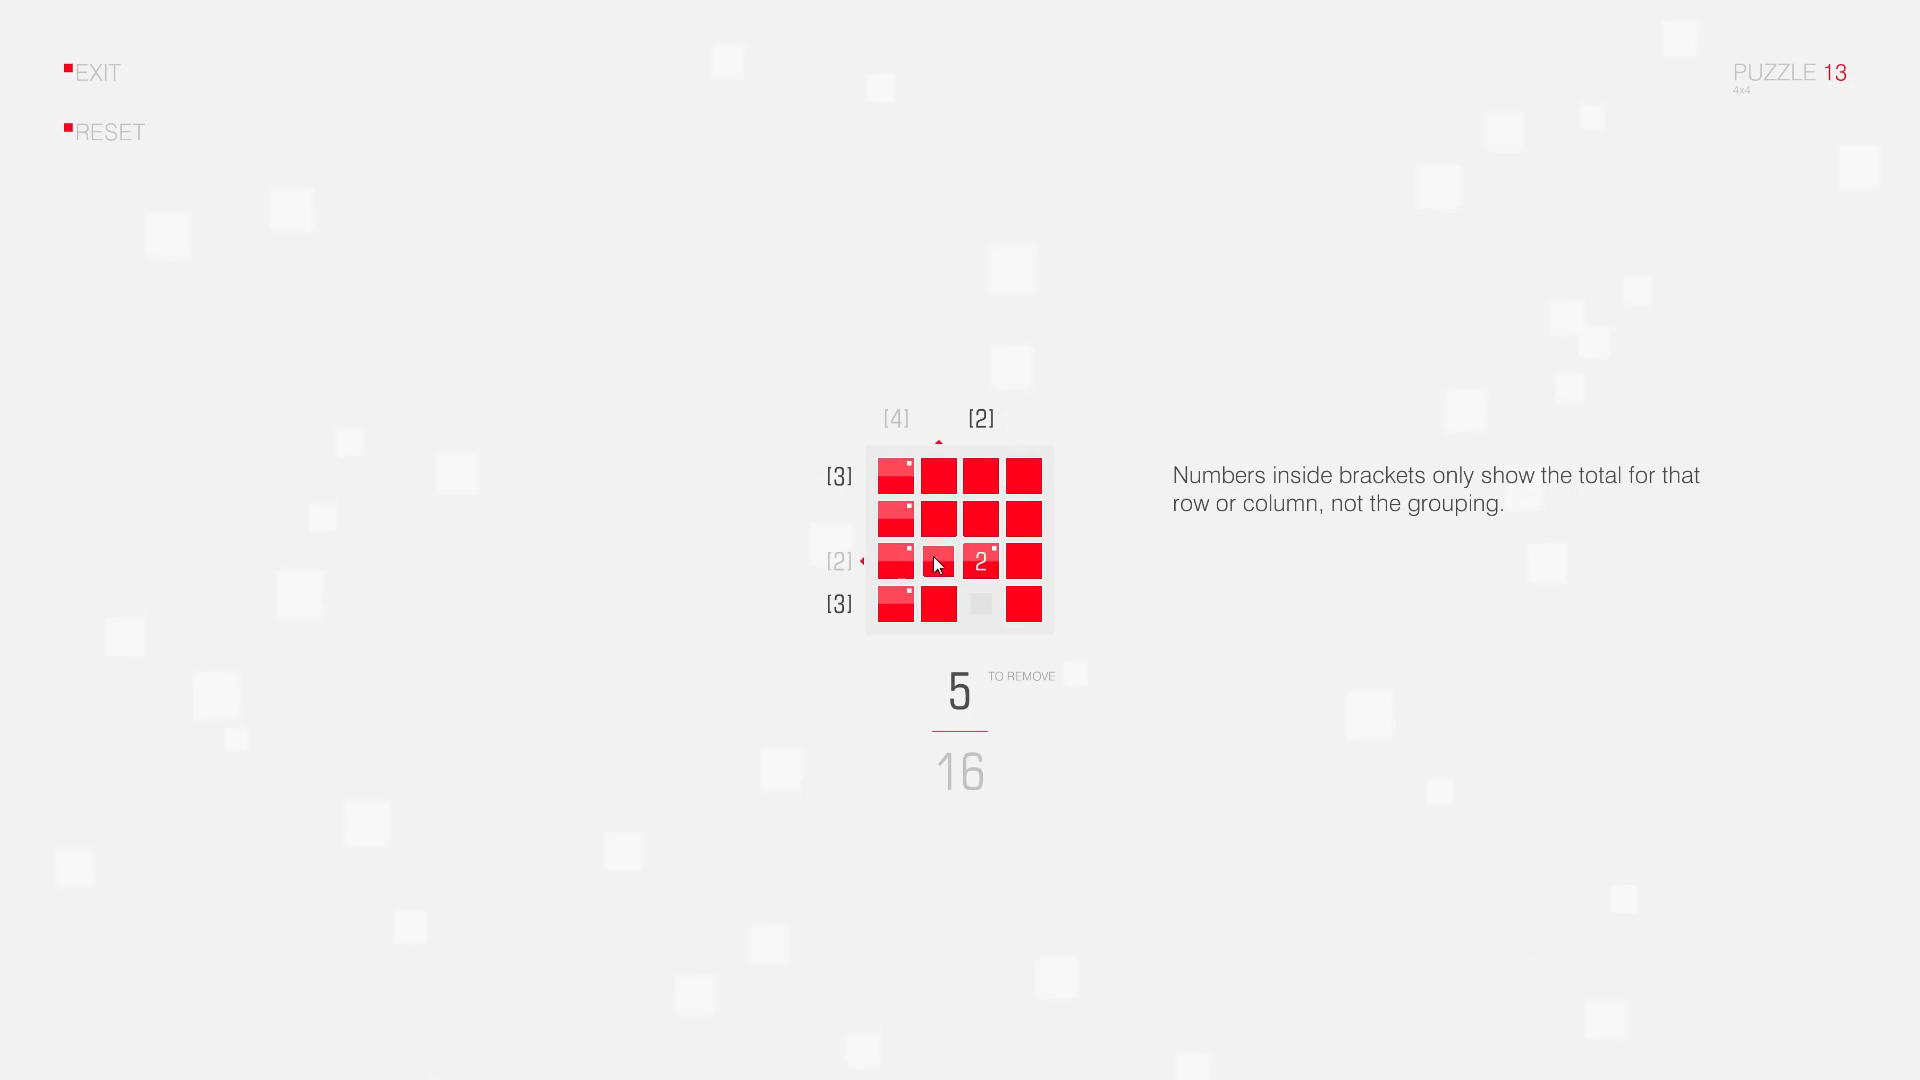 EXIT
RESET
PUZZLE 13
4x4
[4] [2]
[3]
[2] 2
[3]
Numbers inside brackets only show the total for that
row or column, not the grouping.
5 TO REMOVE
16